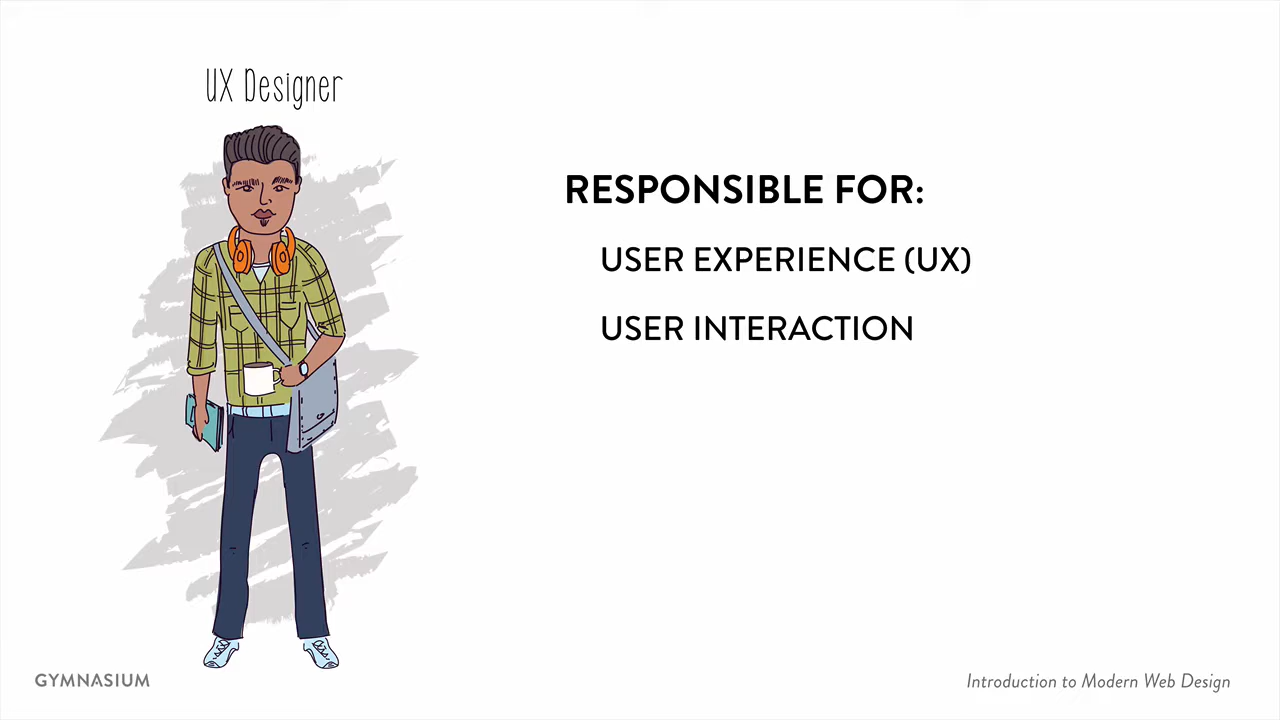 UX Designer
RESPONSIBLE FOR:
USER EXPERIENCE (UX)
USER INTERACTION
GYMNASIUM
Introduction to Modern Web Design